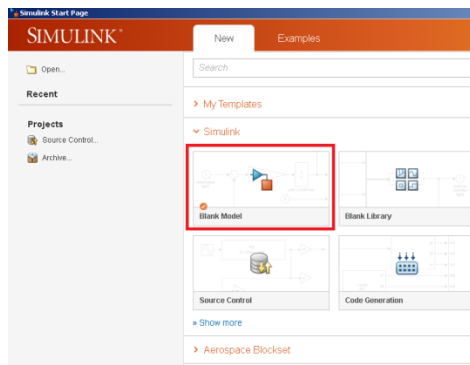 Simulink Start Page
SIMULINK®
New
Examples
Open...
Recent
Projects
Source Control...
Archive...
Search
> My Templates
Simulink
Blank Model
Blank Library
Source Control
Code Generation
» Show more
> Aerospace Blockset